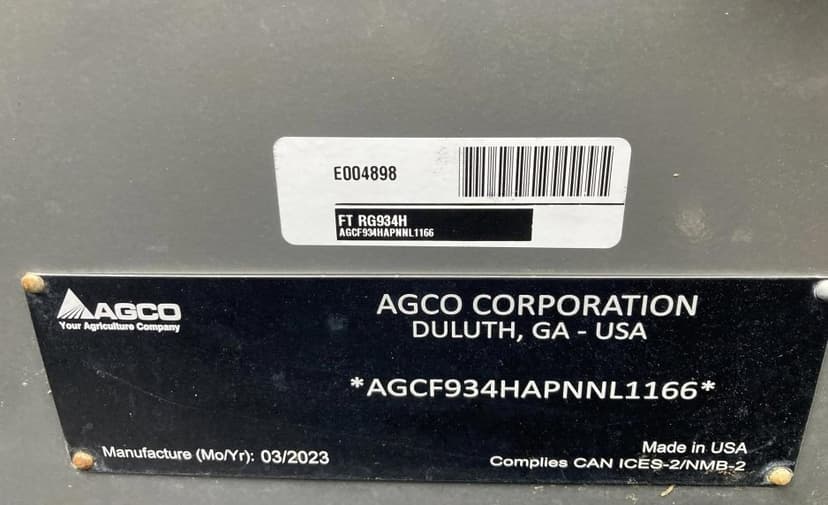 E004898
FT RG934H
AGCF934HAPNNL1166
AGCO
Your Agriculture Company
AGCO CORPORATION
DULUTH, GA - USA
*AGCF934HAPNNL1166*
Manufacture (Mo/Yr): 03/2023
Made in USA
Complies CAN ICES-2/NMB-2